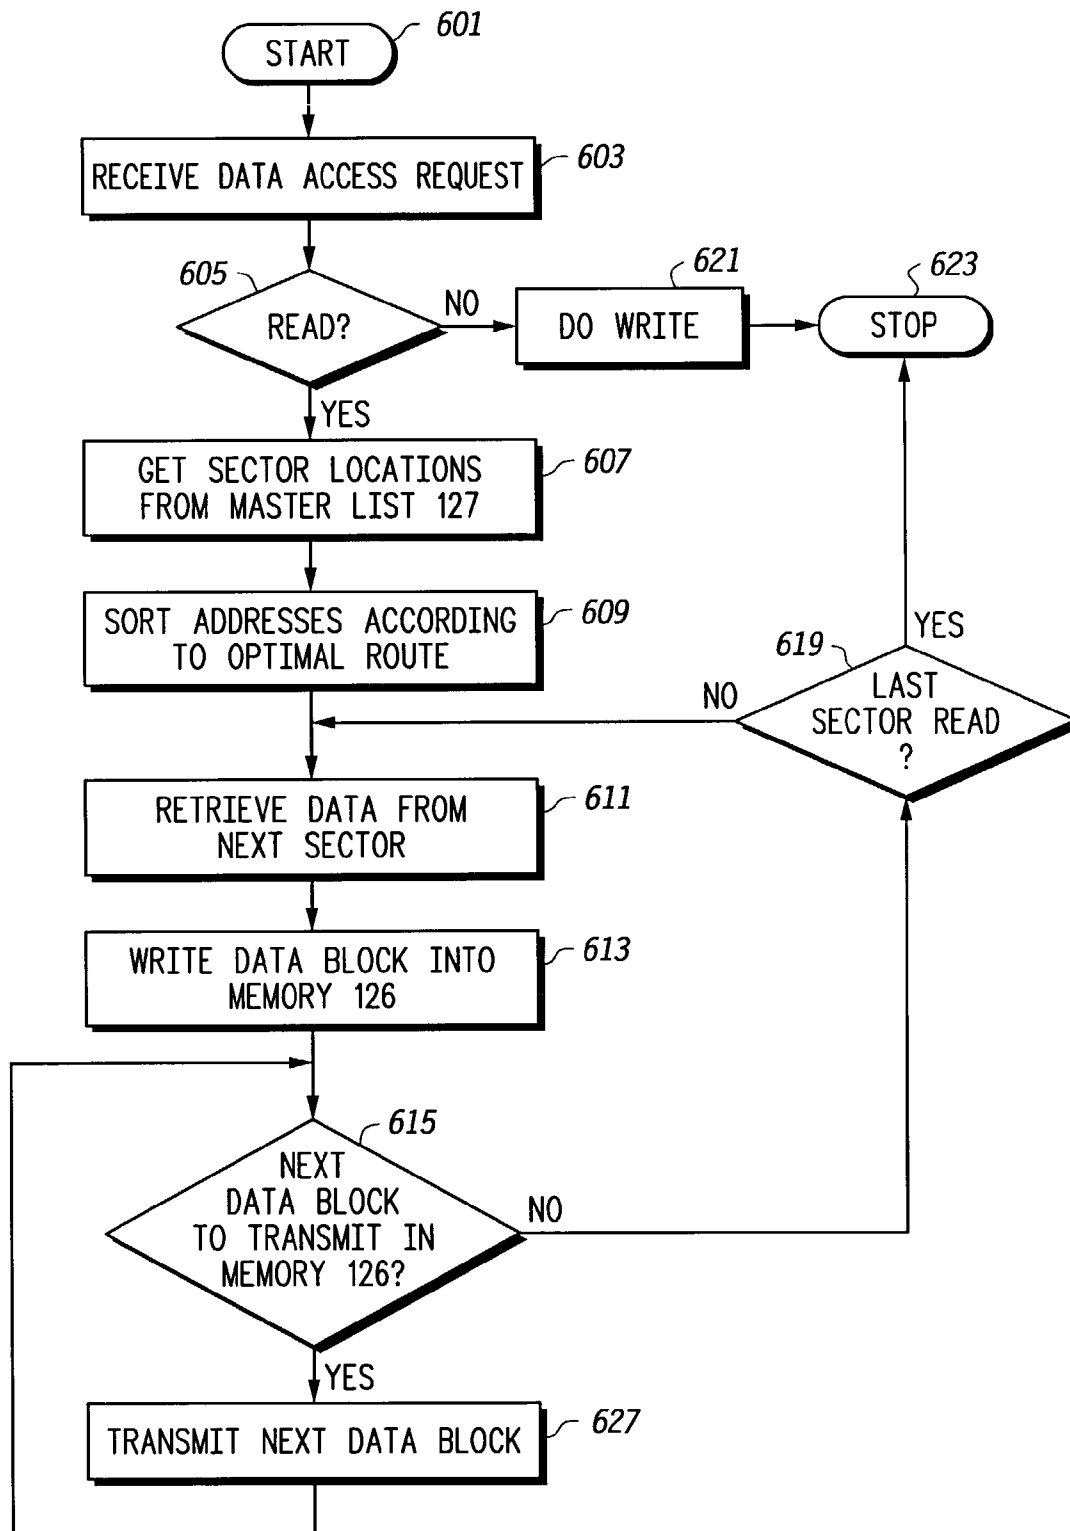 START
601
RECEIVE DATA ACCESS REQUEST
603
605
READ?
NO
621
DO WRITE
623
STOP
YES
GET SECTOR LOCATIONS
FROM MASTER LIST 127
607
SORT ADDRESSES ACCORDING
TO OPTIMAL ROUTE
609
YES
619
NO
LAST
SECTOR READ
?
RETRIEVE DATA FROM
NEXT SECTOR
611
WRITE DATA BLOCK INTO
MEMORY 126
613
615
NEXT
DATA BLOCK
TO TRANSMIT IN
MEMORY 126?
NO
YES
TRANSMIT NEXT DATA BLOCK
627